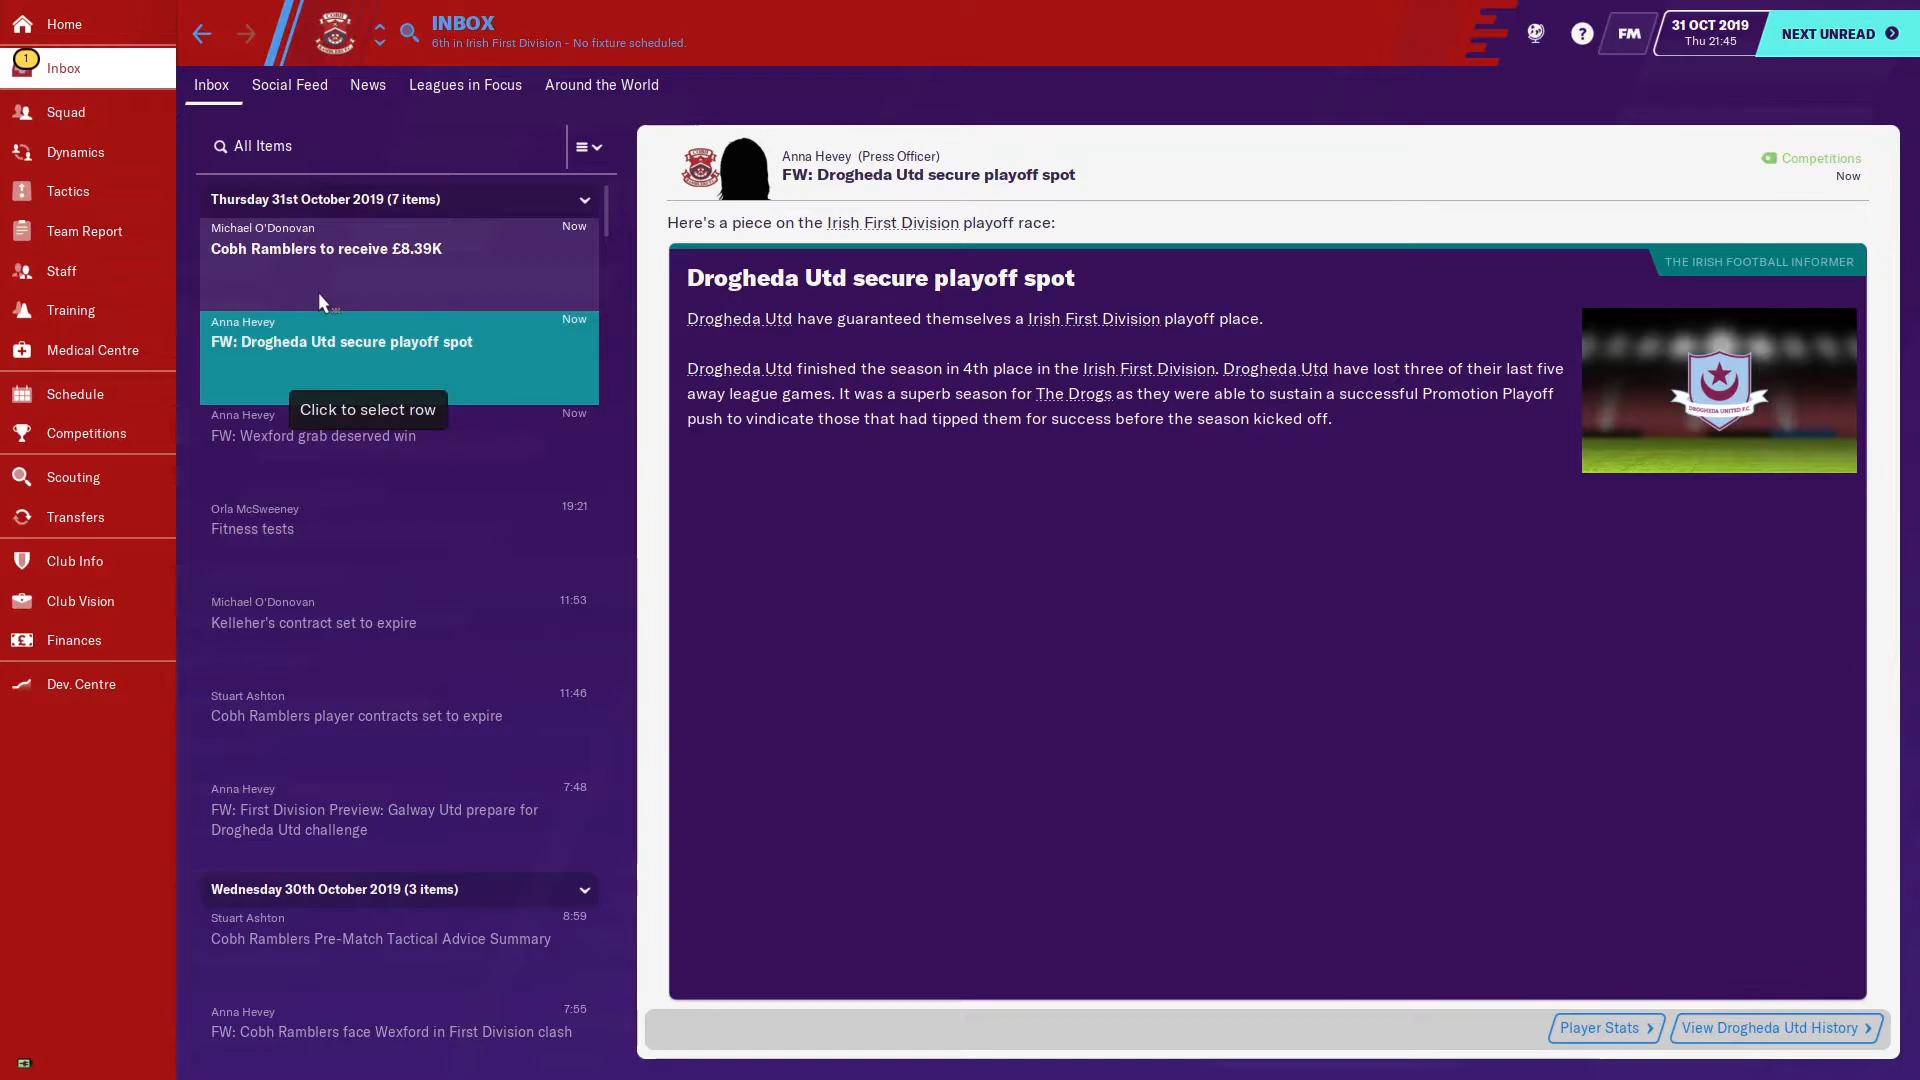 Home
1
Inbox
Squad
Dynamics
Tactics
Team Report
Staff
Training
Medical Centre
Schedule
Competitions
Scouting
Transfers
Club Info
Club Vision
Finances
Dev. Centre
INBOX
6th in Irish First Division - No fixture scheduled.
?
FM
31 OCT 2019
Thu 21:45
NEXT UNREAD
Inbox
Social Feed
News
Leagues in Focus
Around the World
All Items
Thursday 31st October 2019 (7 items)
Michael O'Donovan
Now
Cobh Ramblers to receive £8.39K
Anna Hevey
Now
FW: Drogheda Utd secure playoff spot
Click to select row
Anna Hevey
Now
FW: Wexford grab deserved win
Orla McSweeney
19:21
Fitness tests
Michael O'Donovan
11:53
Kelleher's contract set to expire
Stuart Ashton
11:46
Cobh Ramblers player contracts set to expire
Anna Hevey
7:48
FW: First Division Preview: Galway Utd prepare for
Drogheda Utd challenge
Wednesday 30th October 2019 (3 items)
Stuart Ashton
8:59
Cobh Ramblers Pre-Match Tactical Advice Summary
Anna Hevey
7:55
FW: Cobh Ramblers face Wexford in First Division clash
Anna Hevey (Press Officer)
FW: Drogheda Utd secure playoff spot
Competitions
Now
Here's a piece on the Irish First Division playoff race:
THE IRISH FOOTBALL INFORMER
Drogheda Utd secure playoff spot
Drogheda Utd have guaranteed themselves a Irish First Division playoff place.
Drogheda Utd finished the season in 4th place in the Irish First Division. Drogheda Utd have lost three of their last five
away league games. It was a superb season for The Drogs as they were able to sustain a successful Promotion Playoff
push to vindicate those that had tipped them for success before the season kicked off.
DROGHEDA UNITED F.C.
Player Stats
View Drogheda Utd History